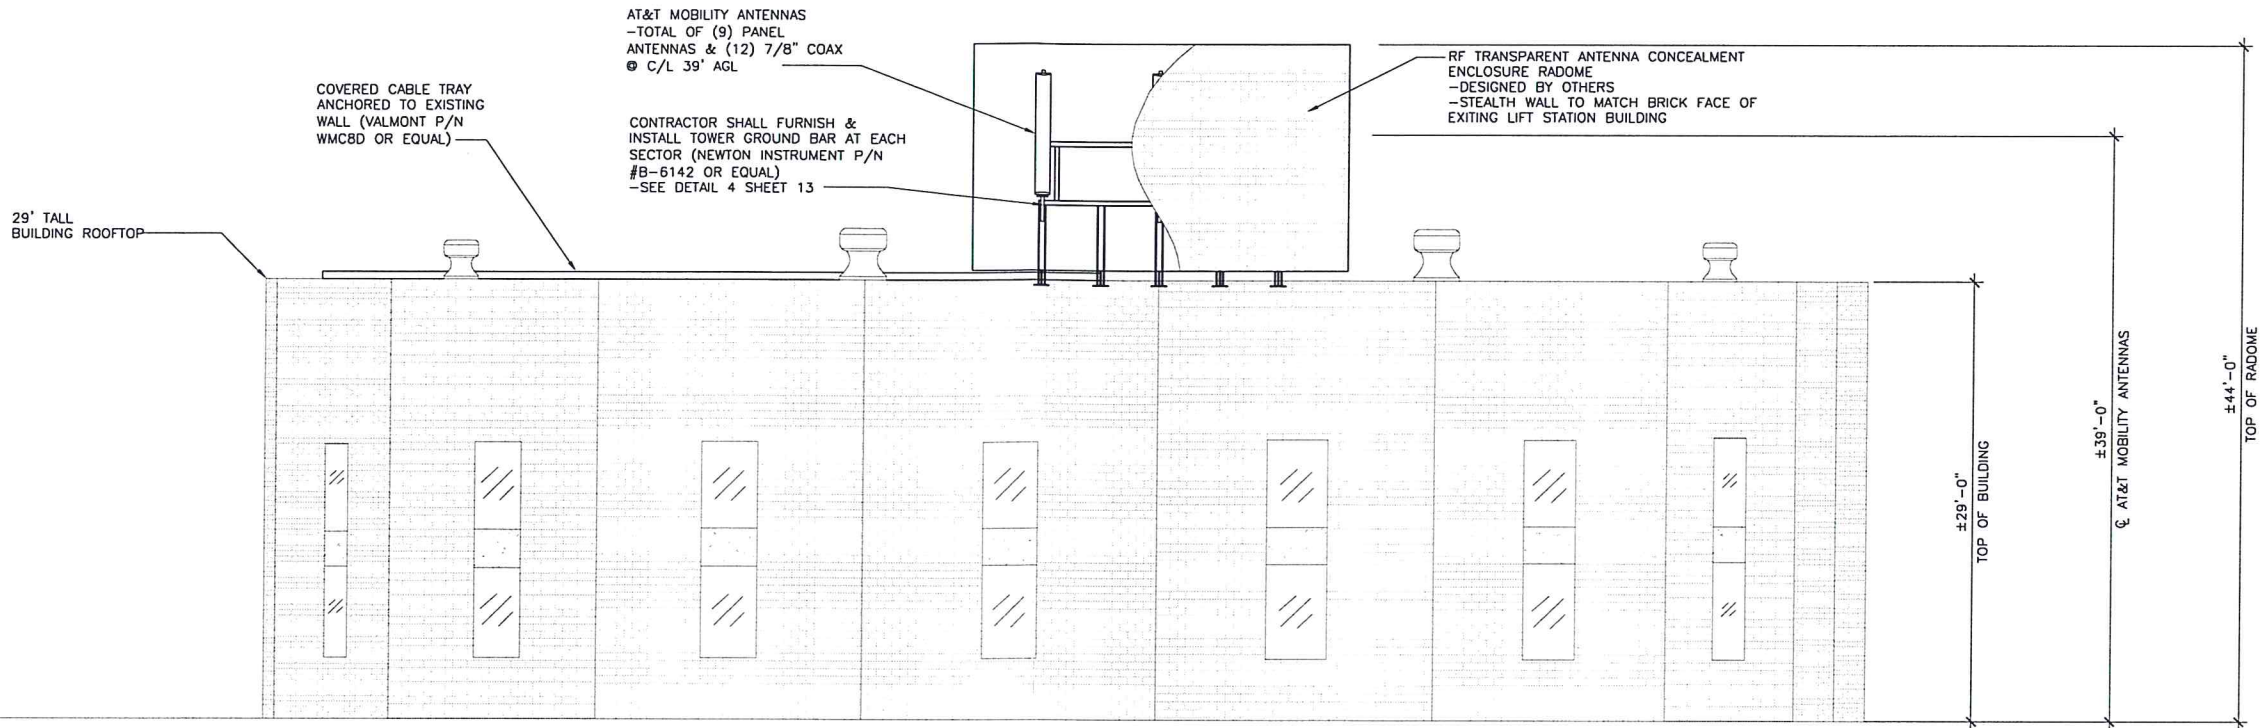 AT&T MOBILITY ANTENNAS
-TOTAL OF (9) PANEL
ANTENNAS & (12) 7/8" COAX
@ C/L 39' AGL
RF TRANSPARENT ANTENNA CONCEALMENT
ENCLOSURE RADOME
-DESIGNED BY OTHERS
-STEALTH WALL TO MATCH BRICK FACE OF
EXITING LIFT STATION BUILDING
COVERED CABLE TRAY
ANCHORED TO EXISTING
WALL (VALMONT P/N
WMC8D OR EQUAL)
CONTRACTOR SHALL FURNISH &
INSTALL TOWER GROUND BAR AT EACH
SECTOR (NEWTON INSTRUMENT P/N
#B-6142 OR EQUAL)
-SEE DETAIL 4 SHEET 13
29' TALL
BUILDING ROOFTOP
±29'-0"
TOP OF BUILDING
±39'-0"
℄ AT&T MOBILITY ANTENNAS
±44'-0"
TOP OF RADOME